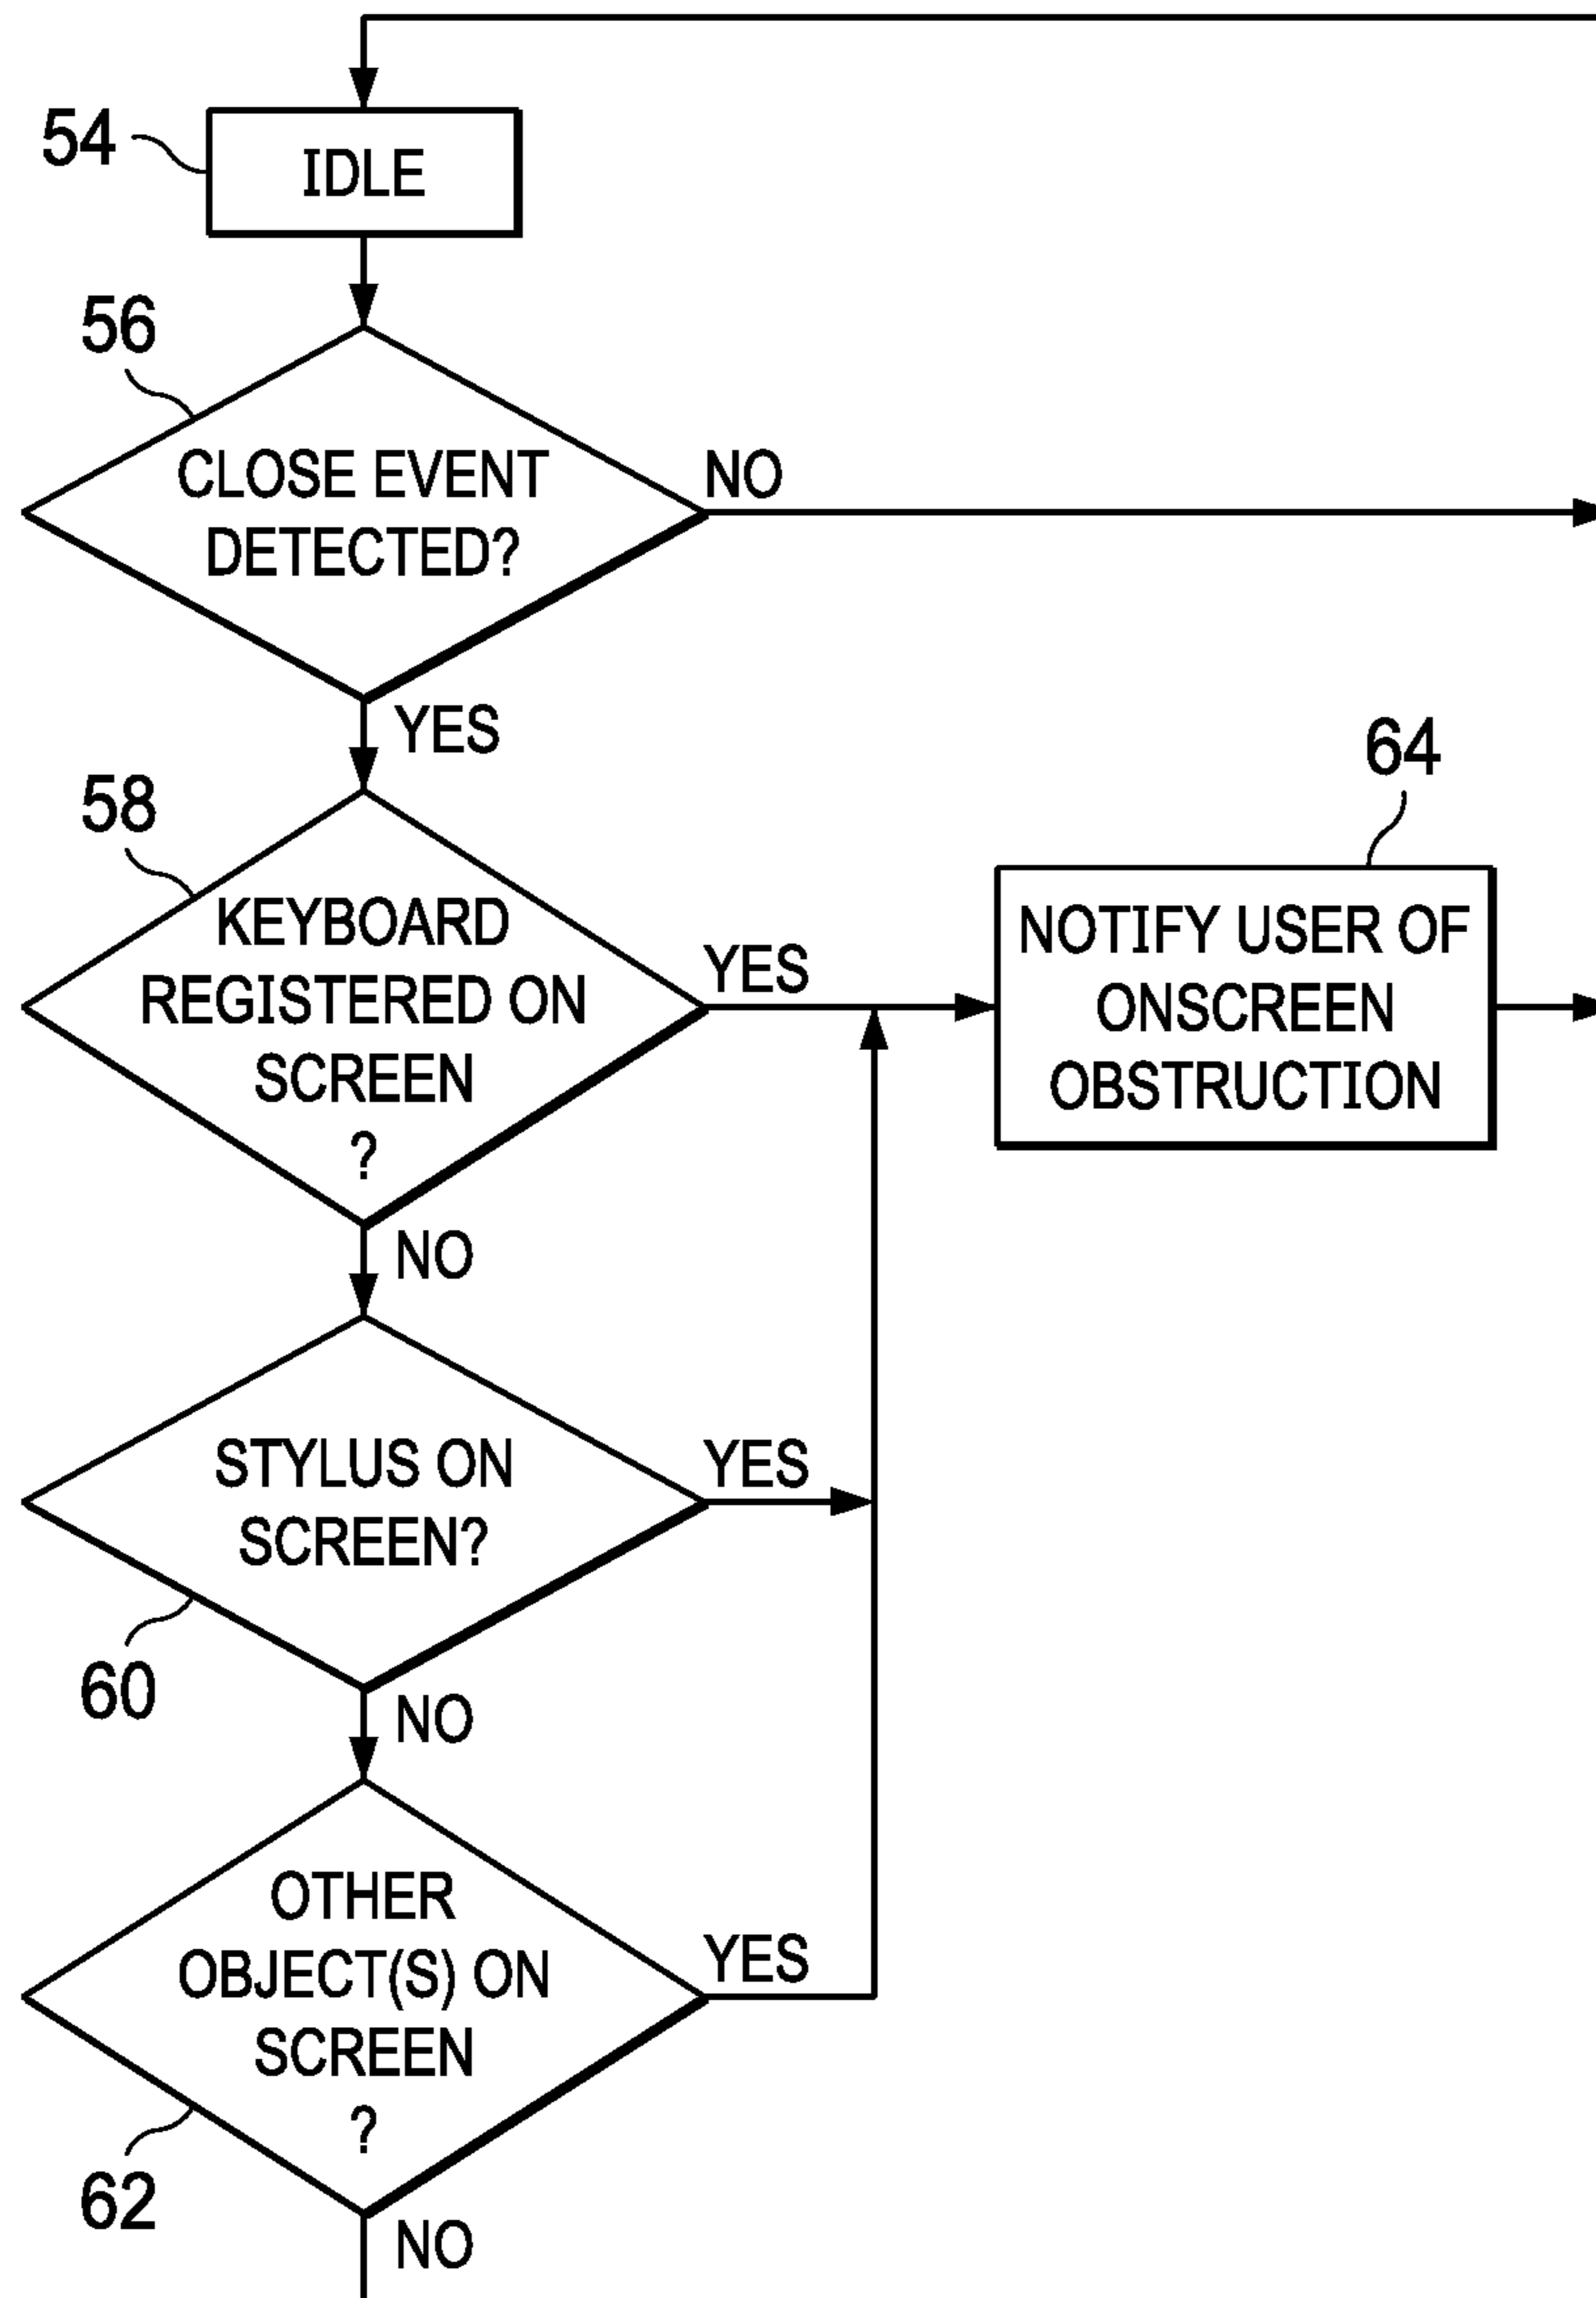 54
IDLE
56
CLOSE EVENT
DETECTED?
NO
YES
58
KEYBOARD
REGISTERED ON
SCREEN
?
YES
64
NOTIFY USER OF
ONSCREEN
OBSTRUCTION
NO
STYLUS ON
SCREEN?
YES
60
NO
OTHER
OBJECT(S) ON
SCREEN
?
YES
62
NO